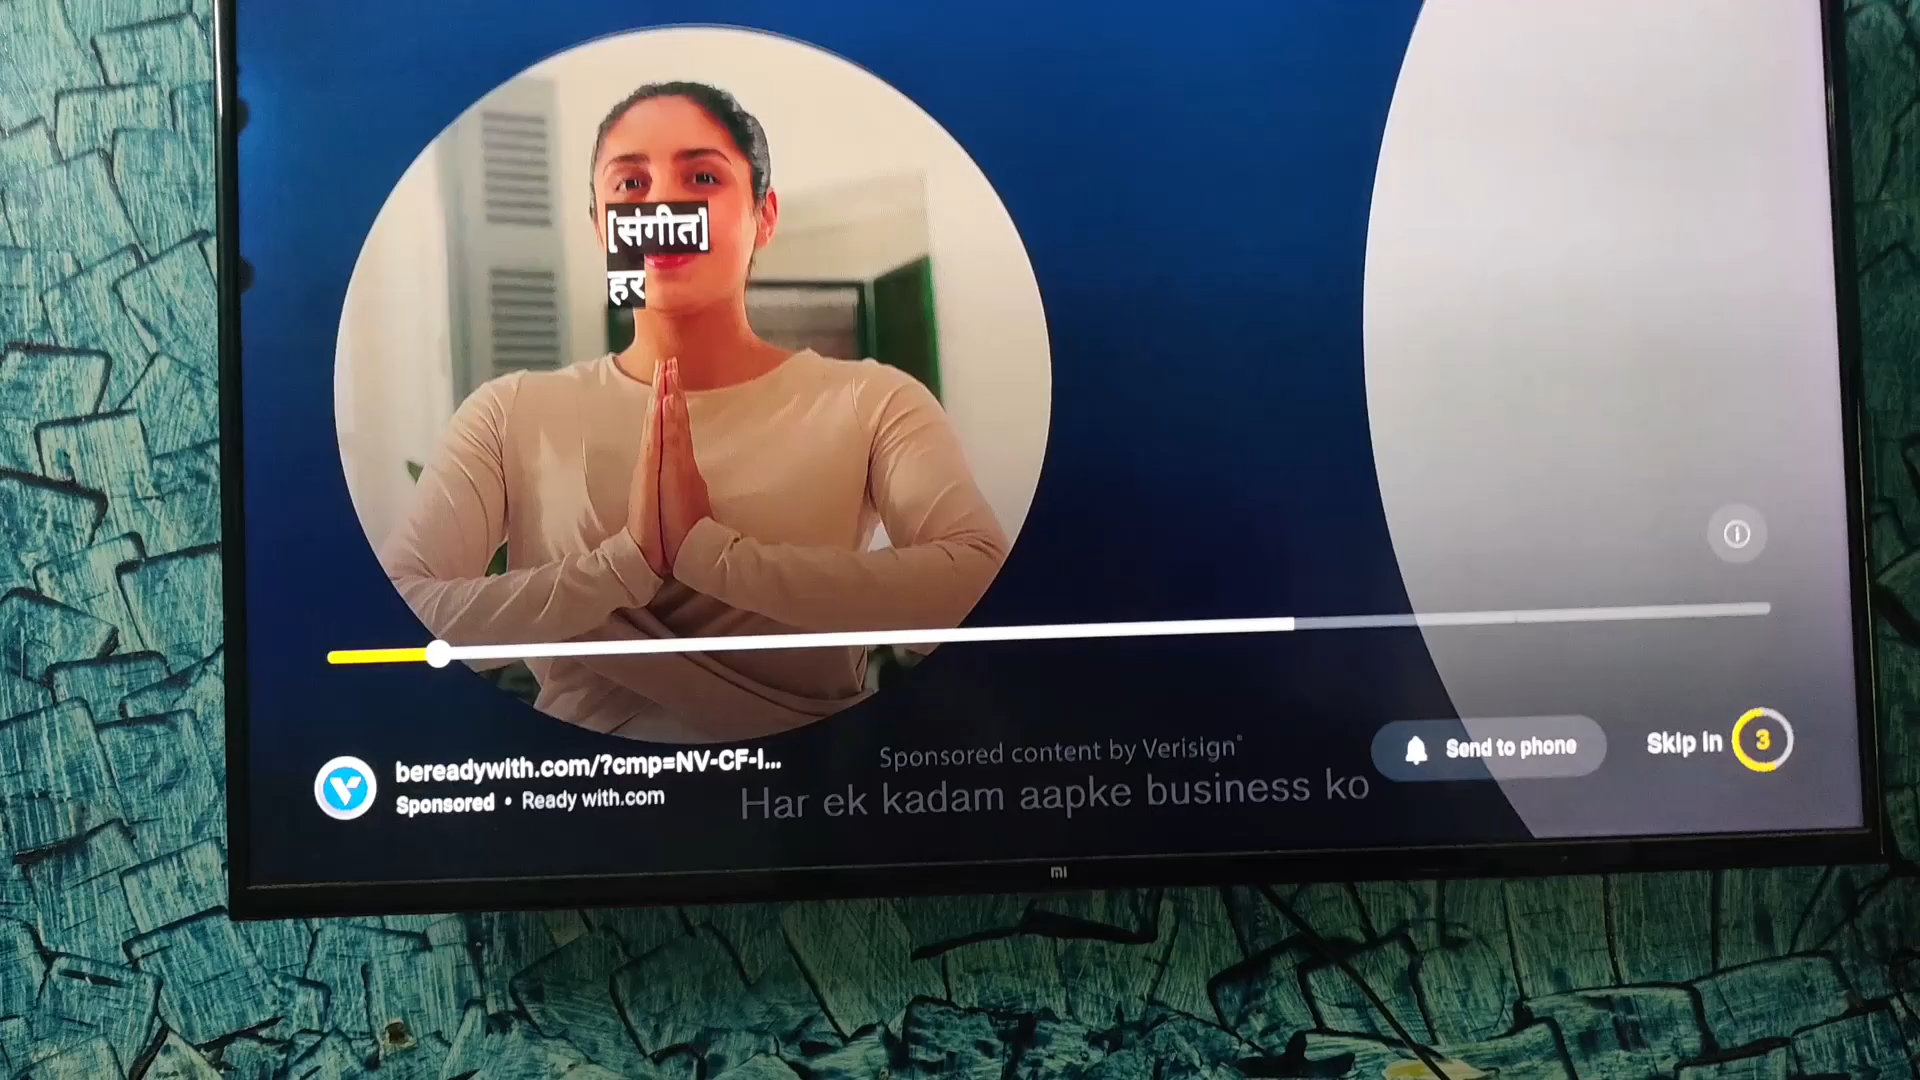 [संगीत]
हर
bereadywith.com/?cmp=NV-CF-I...
Sponsored • Ready with.com
Sponsored content by Verisign
Har ek kadam aapke business ko
Send to phone
Skip in 3
mi